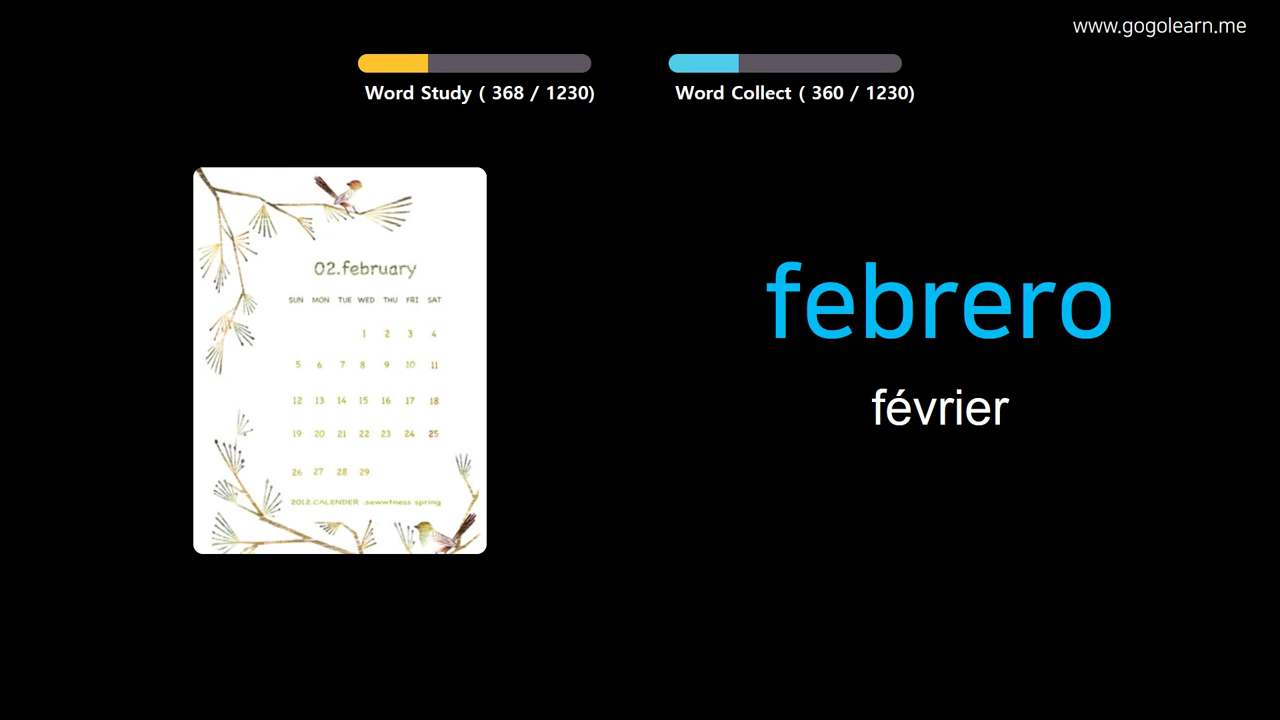 www.gogolearn.me
Word Study ( 368 / 1230)
Word Collect ( 360 / 1230)
02.february
SUN MON TUE WED THU FRI SAT
1 2 3 4
5 6 7 8 9 10 11
12 13 14 15 16 17 18
19 20 21 22 23 24 25
26 27 28 29
2012.CALENDER .sewwtness spring
febrero
février